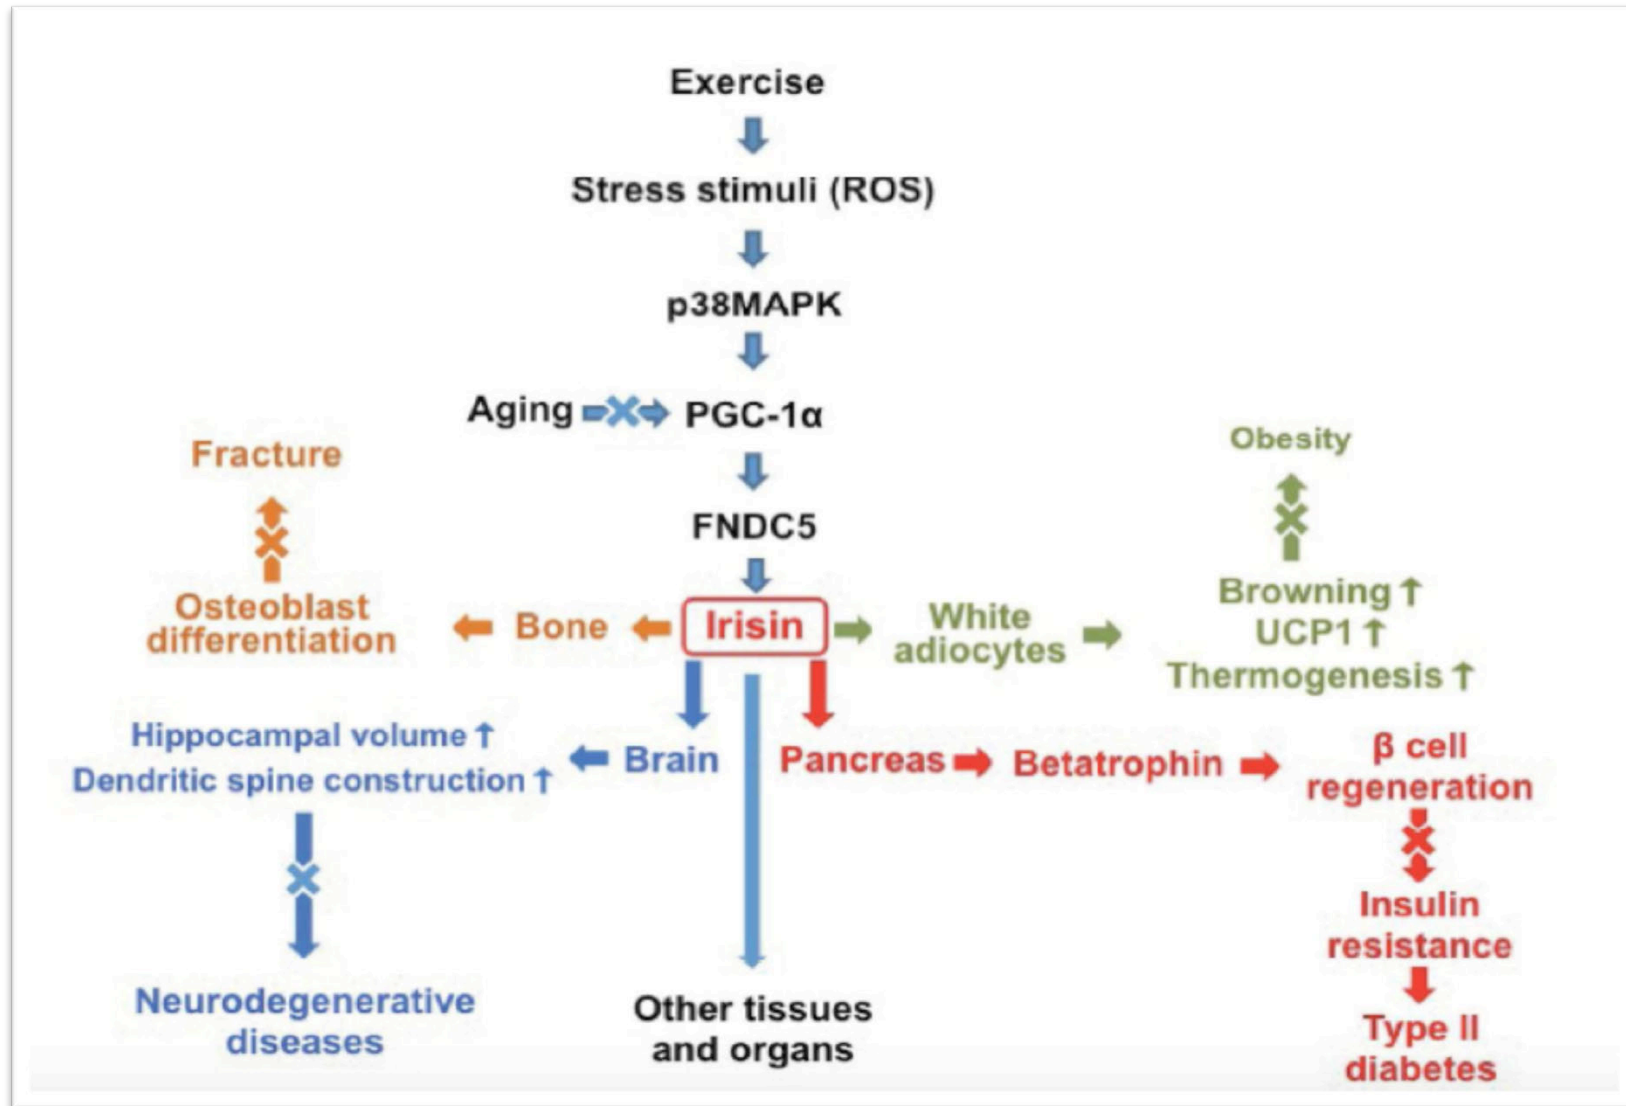 Exercise
Stress stimuli (ROS)
p38MAPK
Aging
PGC-1α
Fracture
Obesity
FNDC5
Osteoblast
differentiation
Bone
Irisin
White
adiocytes
Browning ↑
UCP1 ↑
Thermogenesis ↑
Hippocampal volume ↑
Dendritic spine construction ↑
Brain
Pancreas
Betatrophin
β cell
regeneration
Insulin
resistance
Neurodegenerative
diseases
Other tissues
and organs
Type II
diabetes